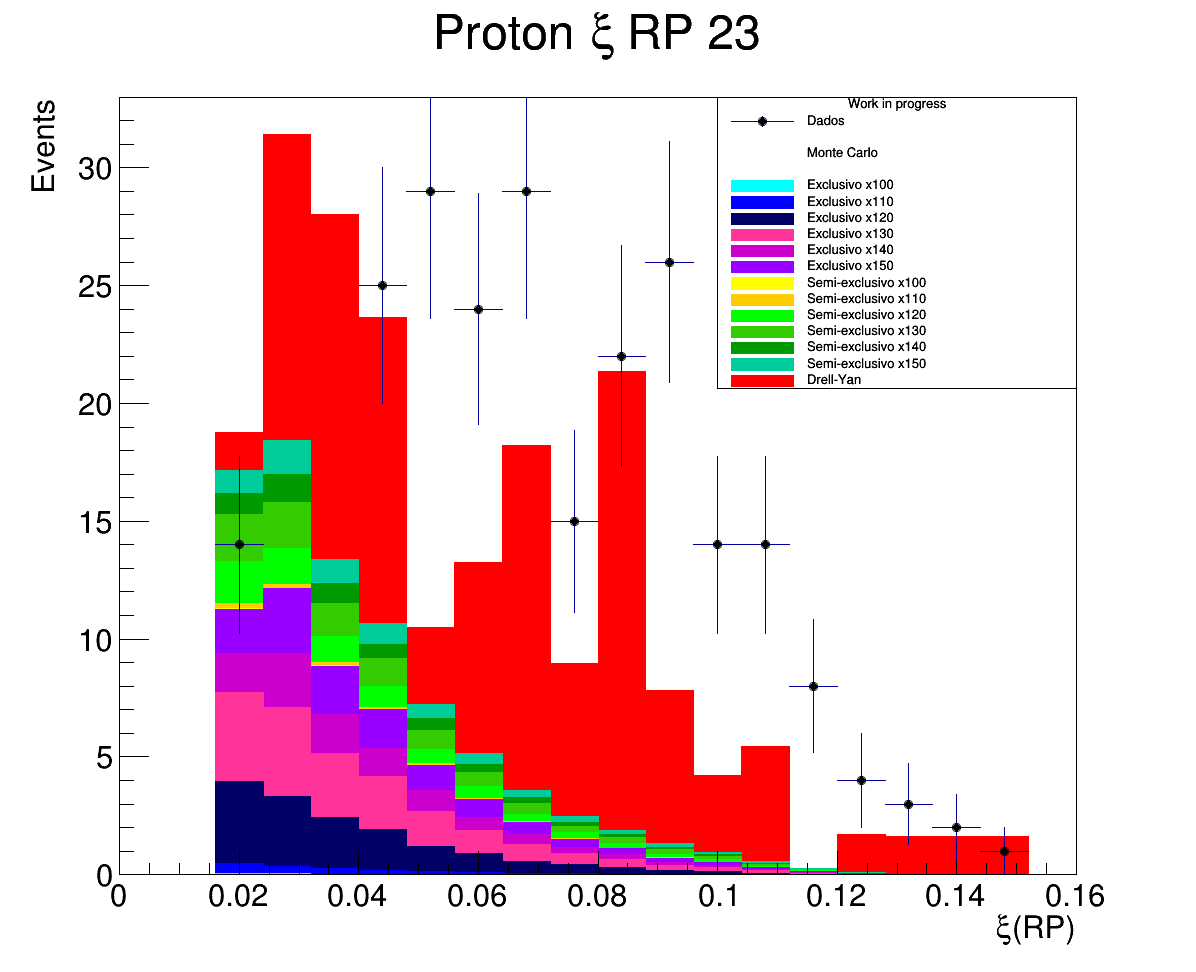 Proton ξ RP 23
Events
Work in progress
Dados
Monte Carlo
Exclusivo x100
Exclusivo x110
Exclusivo x120
Exclusivo x130
Exclusivo x140
Exclusivo x150
Semi-exclusivo x100
Semi-exclusivo x110
Semi-exclusivo x120
Semi-exclusivo x130
Semi-exclusivo x140
Semi-exclusivo x150
Drell-Yan
30
25
20
15
10
5
0
0 0.02 0.04 0.06 0.08 0.1 0.12 0.14 0.16
ξ(RP)